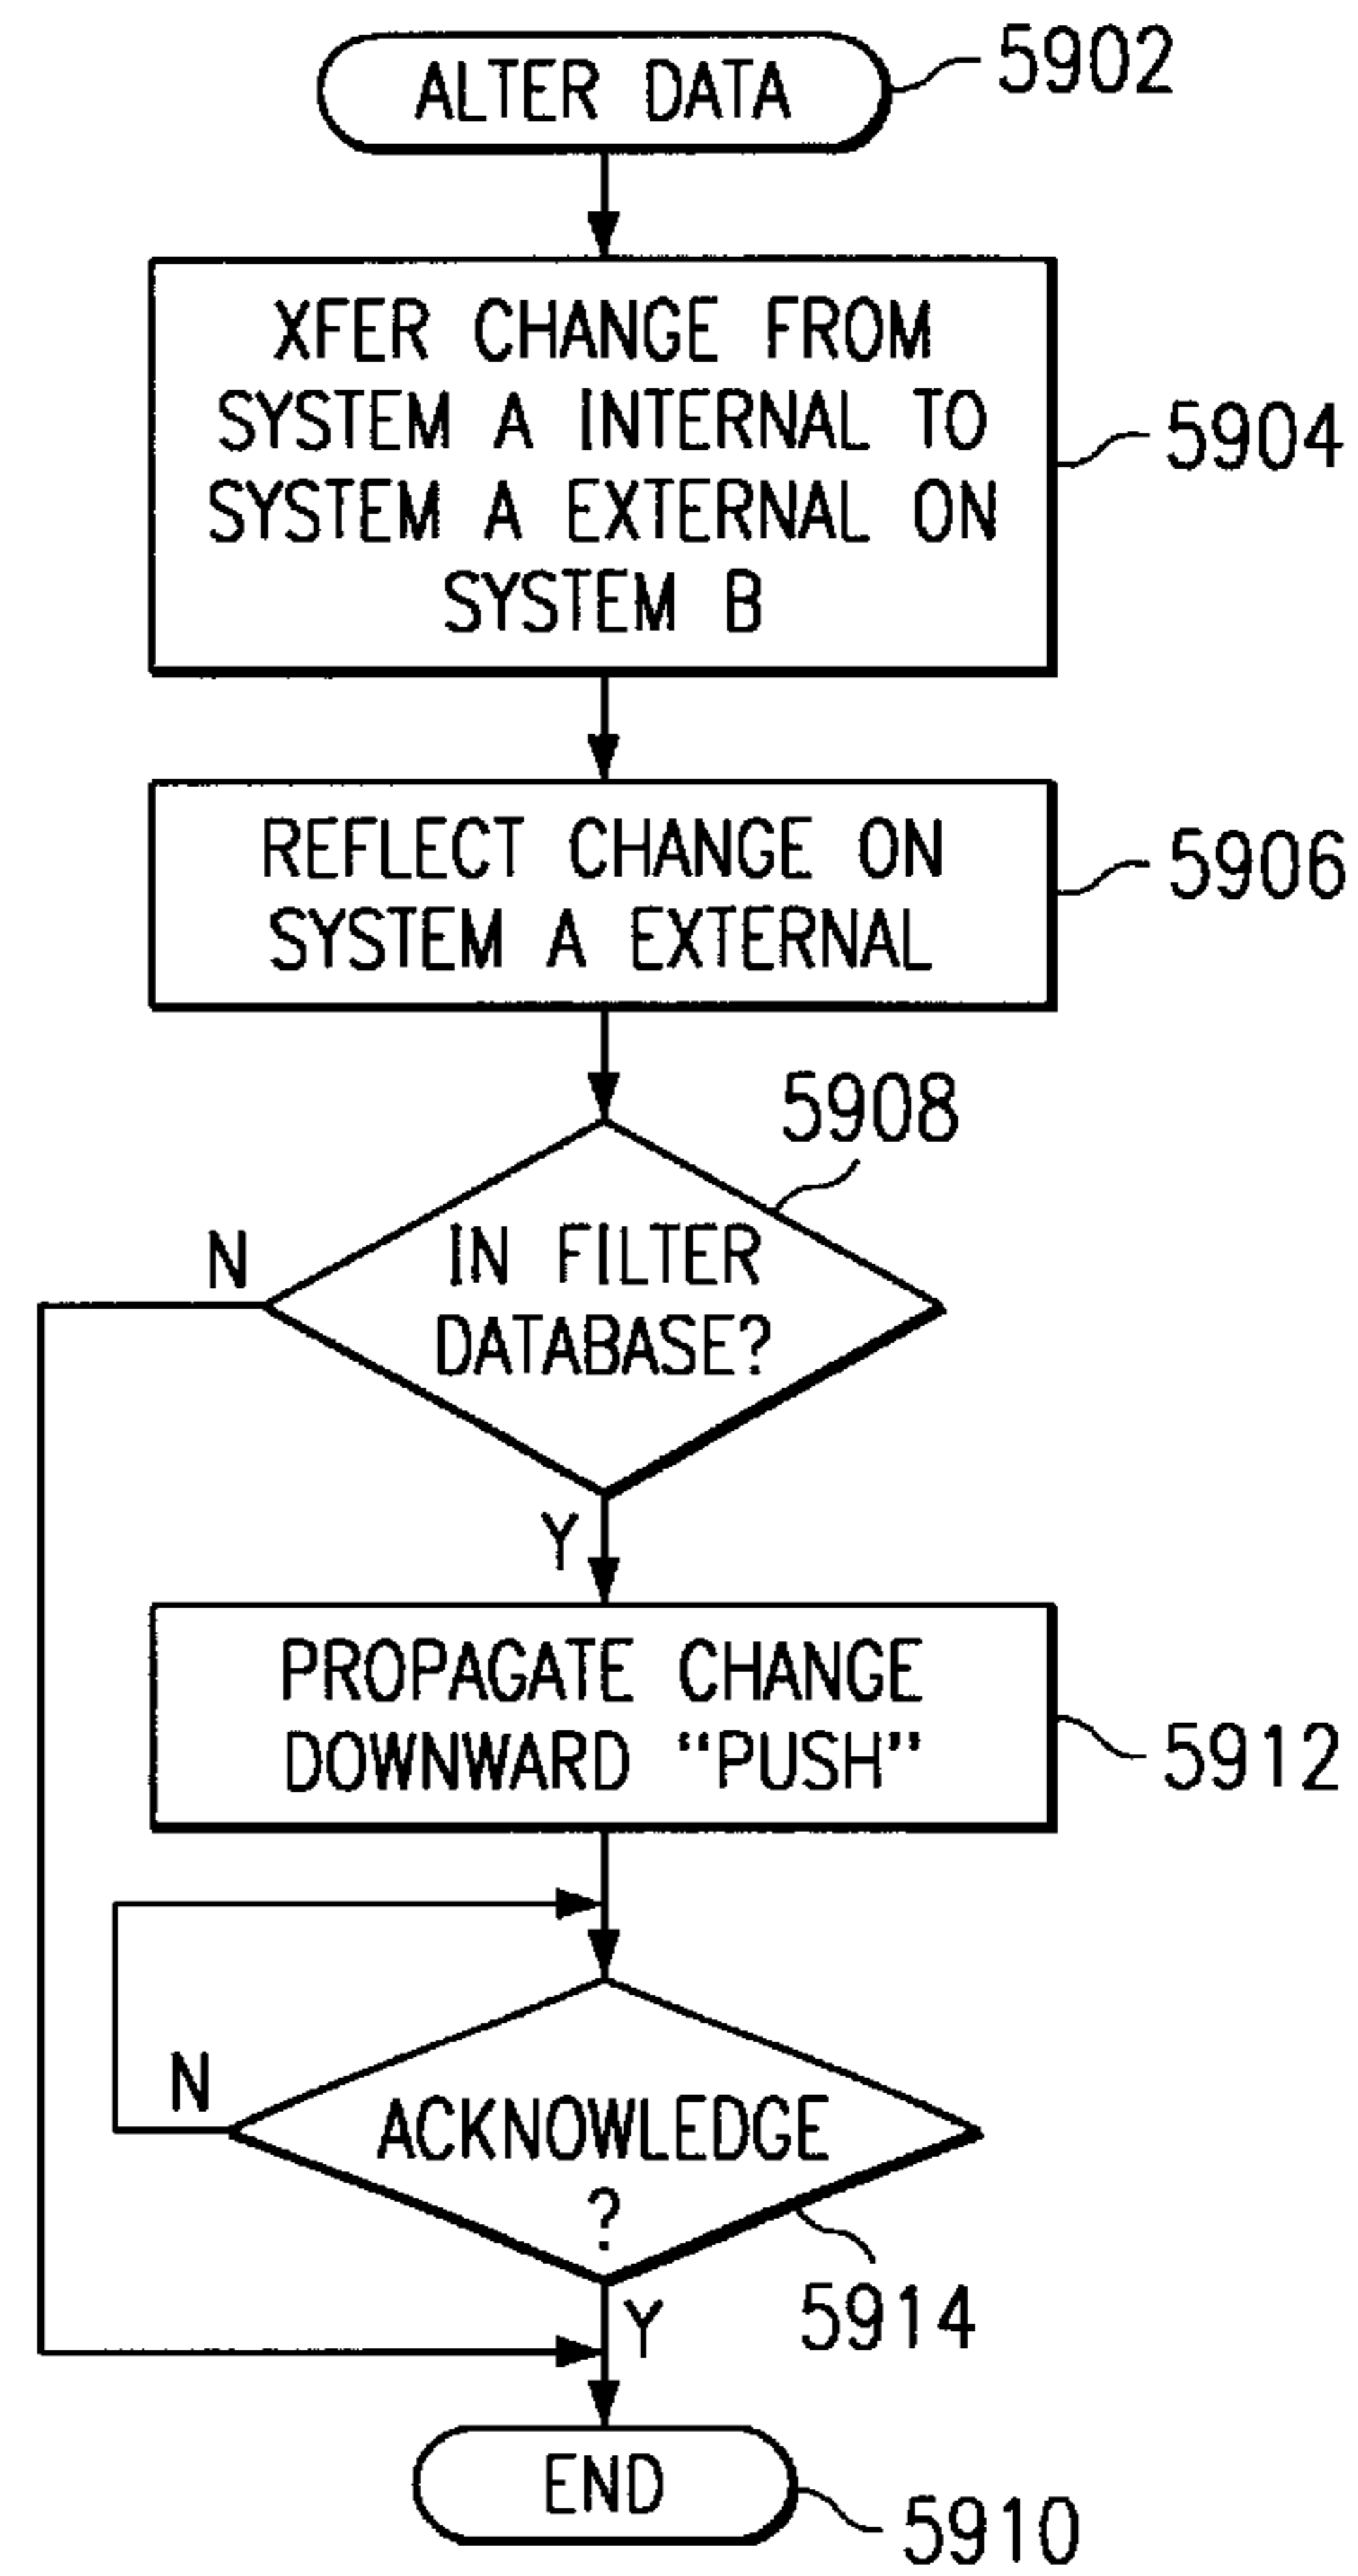 ALTER DATA
5902
XFER CHANGE FROM
SYSTEM A INTERNAL TO
SYSTEM A EXTERNAL ON
SYSTEM B
5904
REFLECT CHANGE ON
SYSTEM A EXTERNAL
5906
5908
N
IN FILTER
DATABASE?
Y
PROPAGATE CHANGE
DOWNWARD “PUSH”
5912
N
ACKNOWLEDGE
?
5914
Y
END
5910